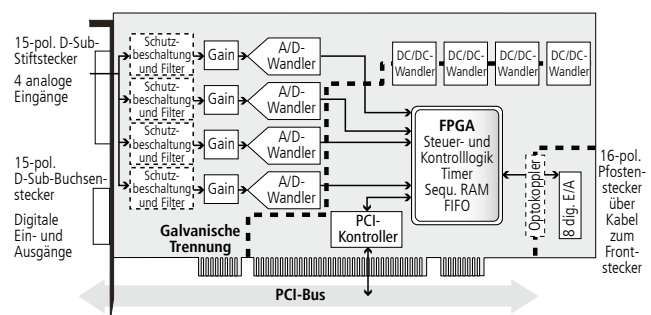 15-pol. D-Sub-
Stiftstecker
4 analoge
Eingänge
15-pol.
D-Sub-Buchsen-
stecker
Digitale
Ein- und
Ausgänge
Schutz-
beschaltung
und Filter
Gain
A/D-
Wandler
Schutz-
beschaltung
und Filter
Gain
A/D-
Wandler
Schutz-
beschaltung
und Filter
Gain
A/D-
Wandler
Schutz-
beschaltung
und Filter
Gain
A/D-
Wandler
DC/DC-
Wandler
DC/DC-
Wandler
DC/DC-
Wandler
DC/DC-
Wandler
FPGA
Steuer- und
Kontrolllogik
Timer
Sequ. RAM
FIFO
Optokoppler
8 dig. E/A
16-pol.
Pfosten-
stecker
über
Kabel
zum
Front-
stecker
Galvanische
Trennung
PCI-
Kontroller
PCI-Bus